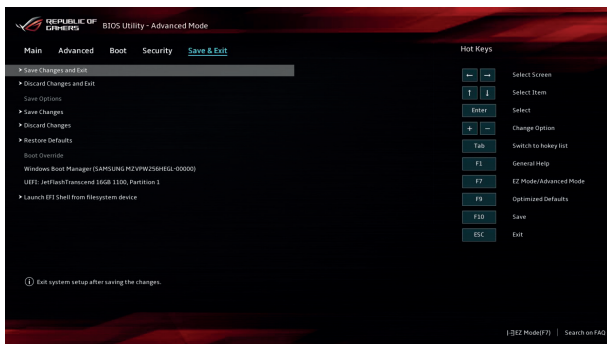 REPUBLIC OF
GAMERS
BIOS Utility - Advanced Mode
Main Advanced Boot Security Save & Exit
Hot Keys
> Save Changes and Exit
> Discard Changes and Exit
Save Options
> Save Changes
> Discard Changes
> Restore Defaults
Boot Override
Windows Boot Manager (SAMSUNG MZVPW256HEGL-00000)
UEFI: JetFlashTranscend 16GB 1100, Partition 1
> Launch EFI Shell from filesystem device
← → Select Screen
↑ ↓ Select Item
Enter Select
+ − Change Option
Tab Switch to hokey list
F1 General Help
F7 EZ Mode/Advanced Mode
F9 Optimized Defaults
F10 Save
ESC Exit
i Exit system setup after saving the changes.
EZ Mode(F7) | Search on FAQ